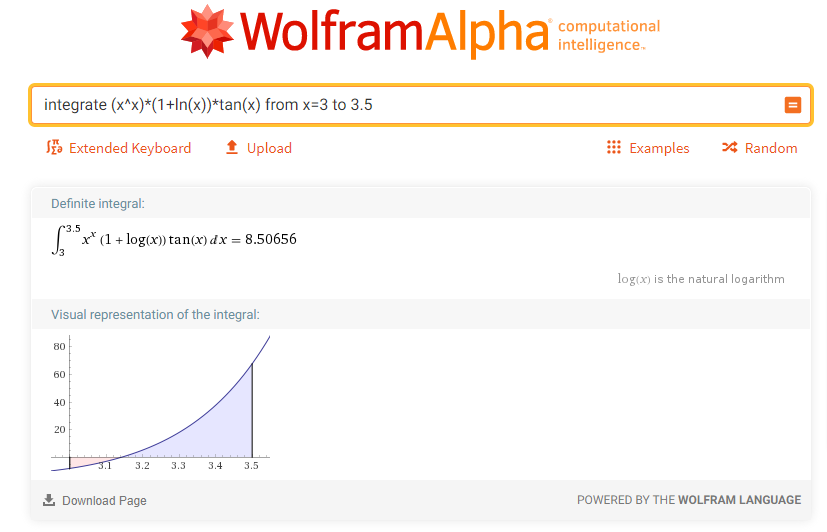 WolframAlpha computational
intelligence™
integrate (x^x)*(1+ln(x))*tan(x) from x=3 to 3.5
Extended Keyboard Upload Examples Random
Definite integral:
∫₃^3.5 x^x (1 + log(x)) tan(x) dx = 8.50656
log(x) is the natural logarithm
Visual representation of the integral:
80
60
40
20
3.1 3.2 3.3 3.4 3.5
Download Page POWERED BY THE WOLFRAM LANGUAGE